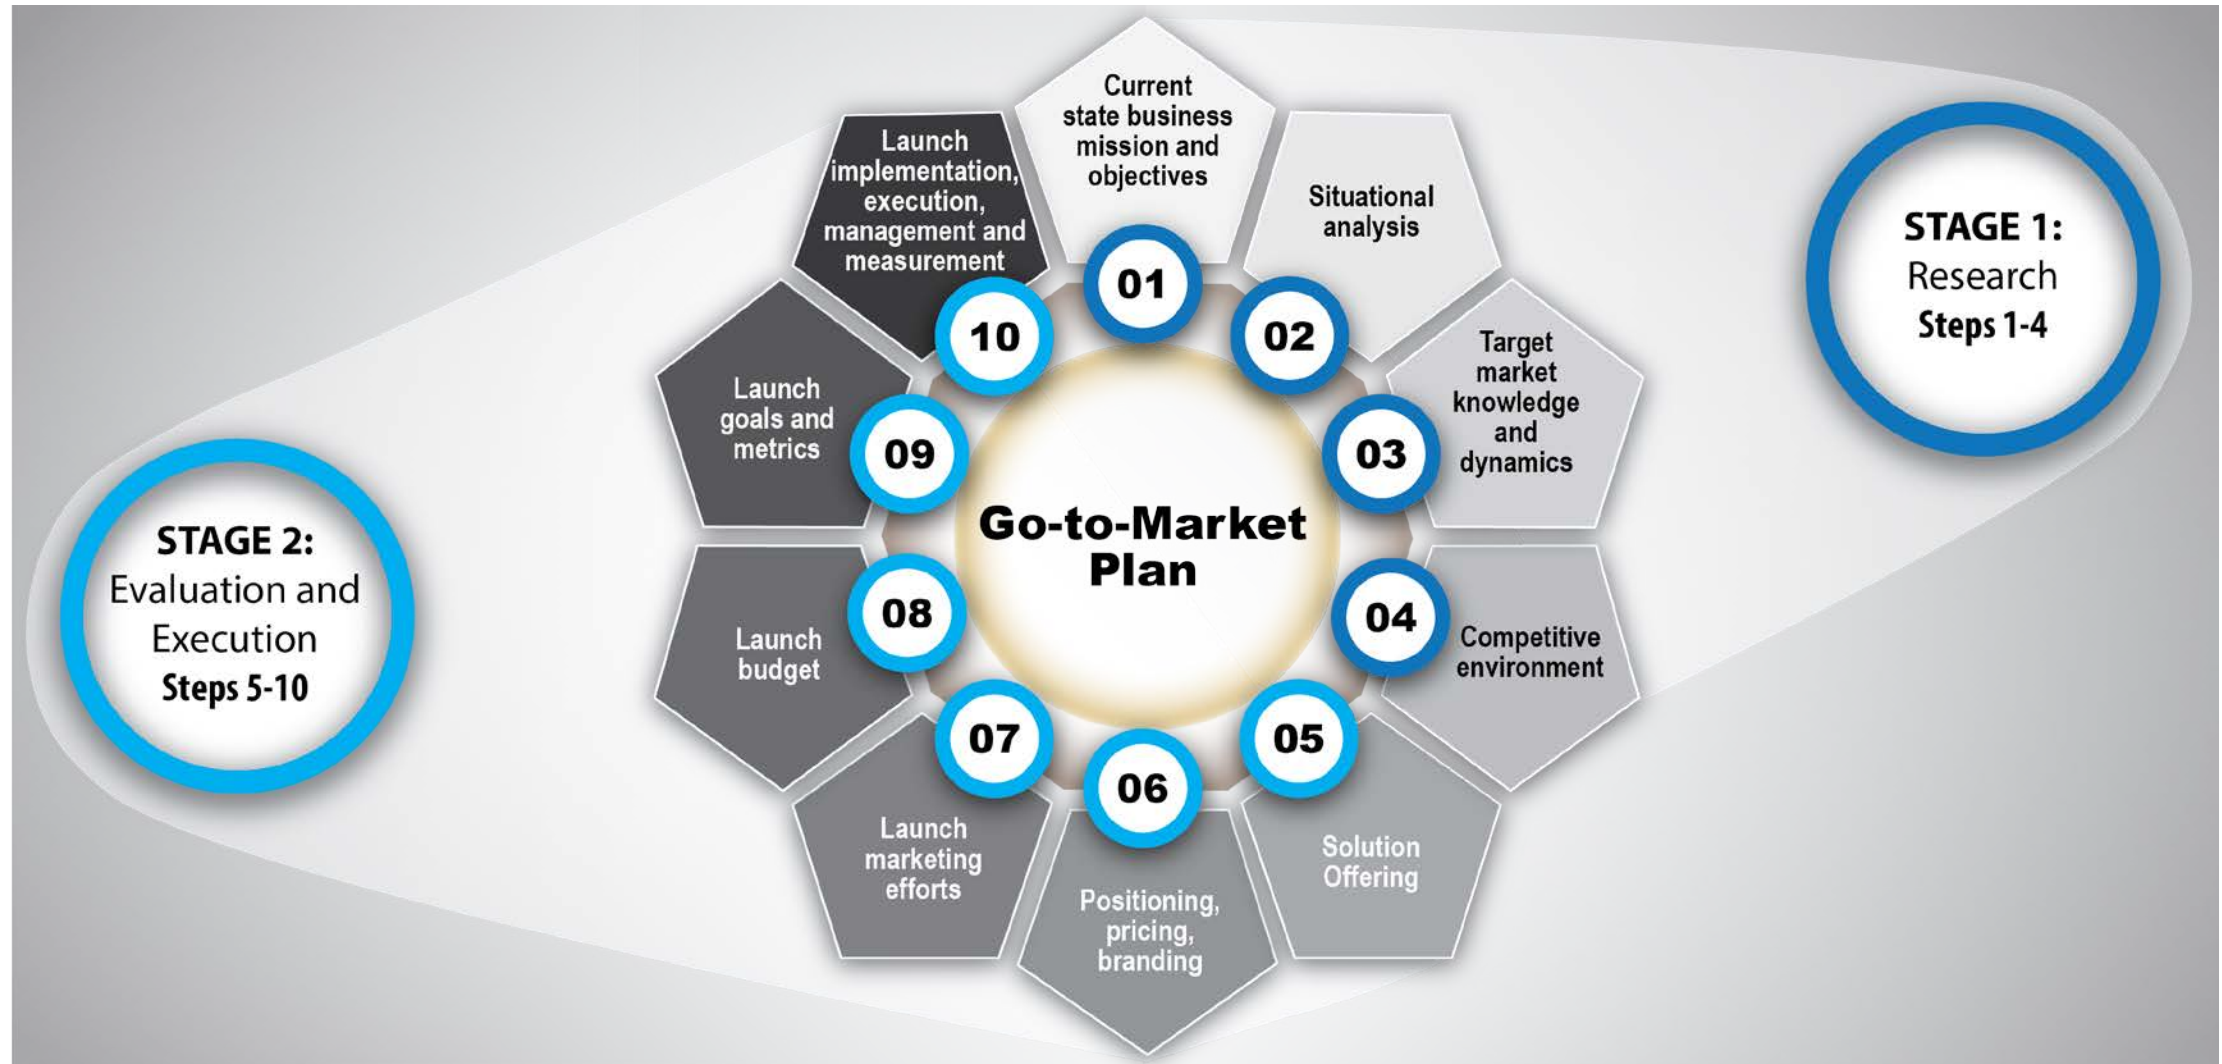 Go-to-Market
Plan
01
Current
state business
mission and
objectives
02
Situational
analysis
03
Target
market
knowledge
and
dynamics
04
Competitive
environment
05
Solution
Offering
06
Positioning,
pricing,
branding
07
Launch
marketing
efforts
08
Launch
budget
09
Launch
goals and
metrics
10
Launch
implementation,
execution,
management and
measurement
STAGE 1:
Research
Steps 1-4
STAGE 2:
Evaluation and
Execution
Steps 5-10